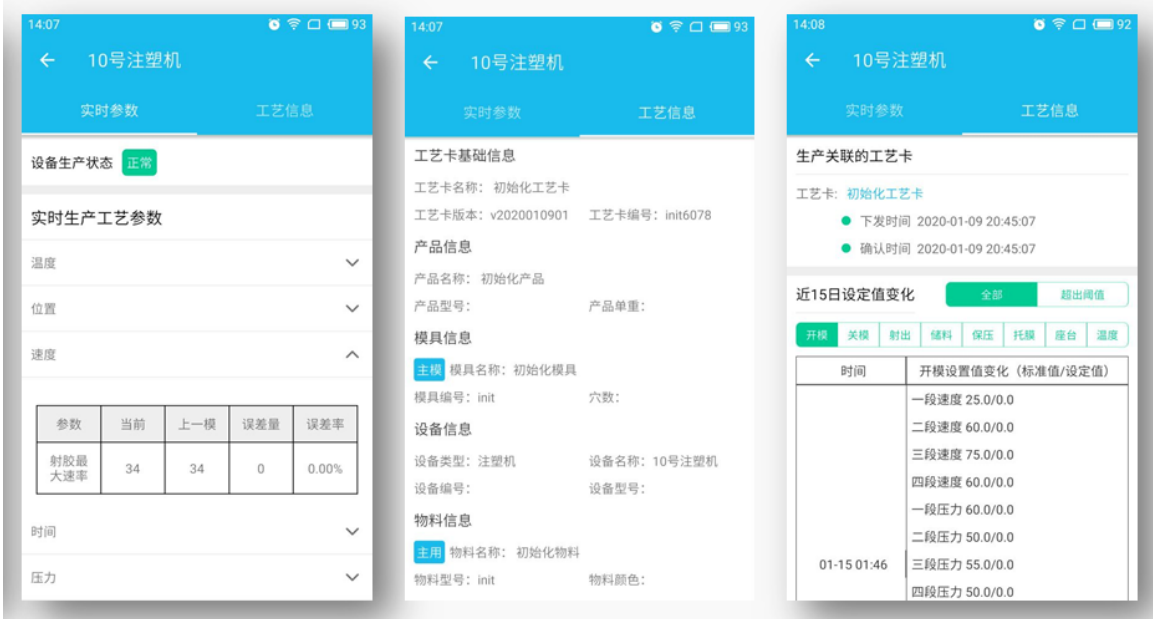 14:07
93
10号注塑机
实时参数
工艺信息
设备生产状态 正常
实时生产工艺参数
温度
位置
速度
参数 当前 上一模 误差量 误差率
射胶最大速率 34 34 0 0.00%
时间
压力
14:07
93
10号注塑机
实时参数
工艺信息
工艺卡基础信息
工艺卡名称： 初始化工艺卡
工艺卡版本：v2020010901 工艺卡编号：init6078
产品信息
产品名称： 初始化产品
产品型号： 产品单重：
模具信息
主模 模具名称：初始化模具
模具编号：init 穴数：
设备信息
设备类型：注塑机 设备名称：10号注塑机
设备编号： 设备型号：
物料信息
主用 物料名称： 初始化物料
物料型号：init 物料颜色：
14:08
92
10号注塑机
实时参数
工艺信息
生产关联的工艺卡
工艺卡: 初始化工艺卡
下发时间 2020-01-09 20:45:07
确认时间 2020-01-09 20:45:07
近15日设定值变化 全部 超出阈值
开模 关模 射出 储料 保压 托膜 座台 温度
时间 开模设置值变化（标准值/设定值）
一段速度 25.0/0.0
二段速度 60.0/0.0
三段速度 75.0/0.0
四段速度 60.0/0.0
一段压力 60.0/0.0
二段压力 50.0/0.0
01-15 01:46 三段压力 55.0/0.0
四段压力 50.0/0.0